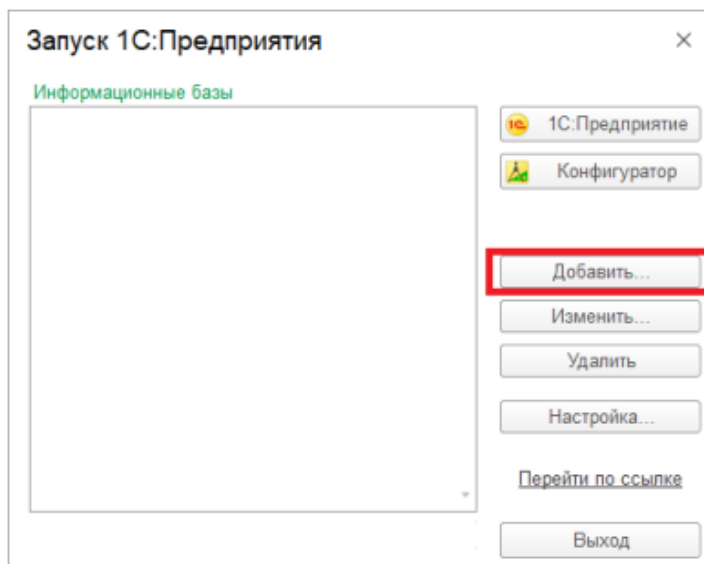 Запуск 1С:Предприятия
Информационные базы
1С:Предприятие
Конфигуратор
Добавить...
Изменить...
Удалить
Настройка...
Перейти по ссылке
Выход